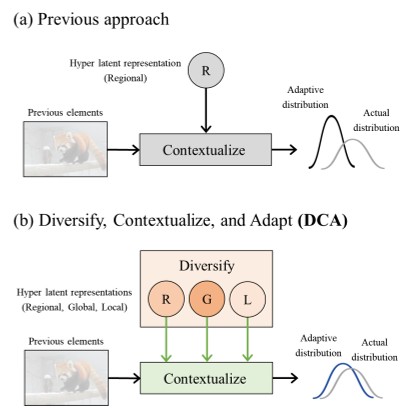 (a) Previous approach
Hyper latent representation
(Regional)
R
Previous elements
Contextualize
Adaptive
distribution
Actual
distribution
(b) Diversify, Contextualize, and Adapt (DCA)
Diversify
Hyper latent representations
(Regional, Global, Local)
R G L
Previous elements
Contextualize
Adaptive
distribution
Actual
distribution